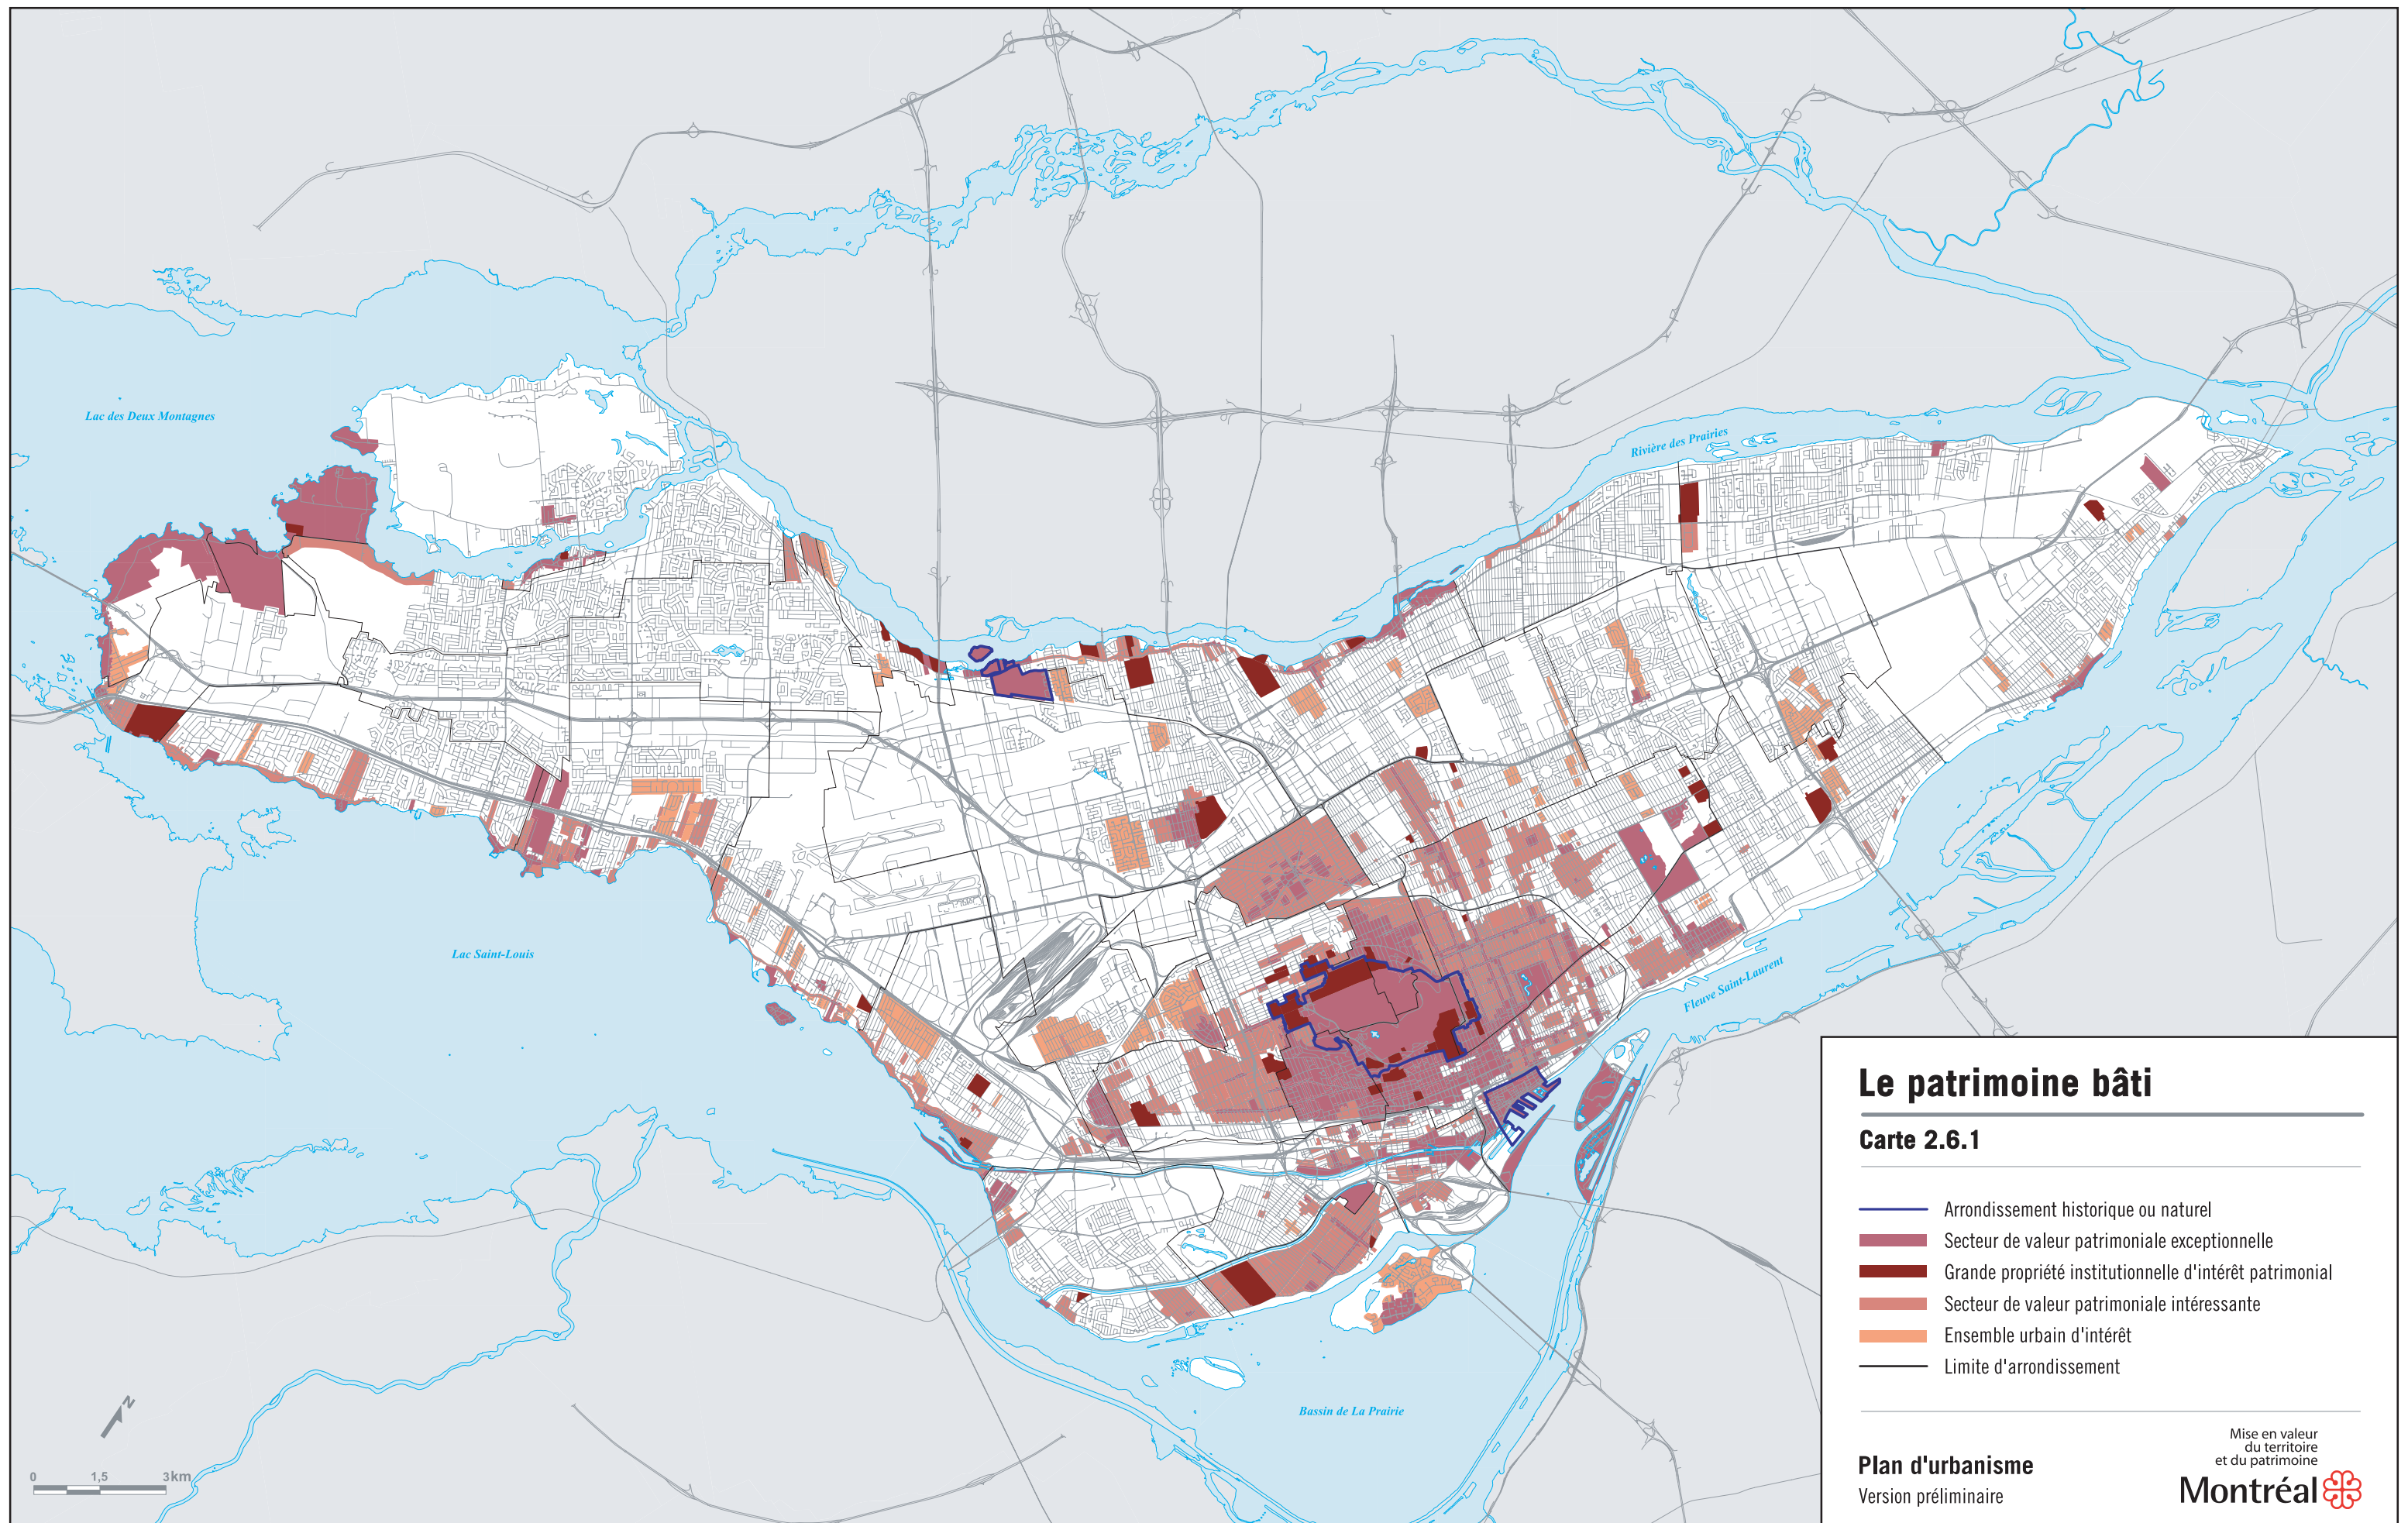 Lac des Deux Montagnes
Rivière des Prairies
Lac Saint-Louis
Fleuve Saint-Laurent
Bassin de La Prairie
N
0 1,5 3km
Le patrimoine bâti
Carte 2.6.1
Arrondissement historique ou naturel
Secteur de valeur patrimoniale exceptionnelle
Grande propriété institutionnelle d'intérêt patrimonial
Secteur de valeur patrimoniale intéressante
Ensemble urbain d'intérêt
Limite d'arrondissement
Plan d'urbanisme
Version préliminaire
Mise en valeur
du territoire
et du patrimoine
Montréal